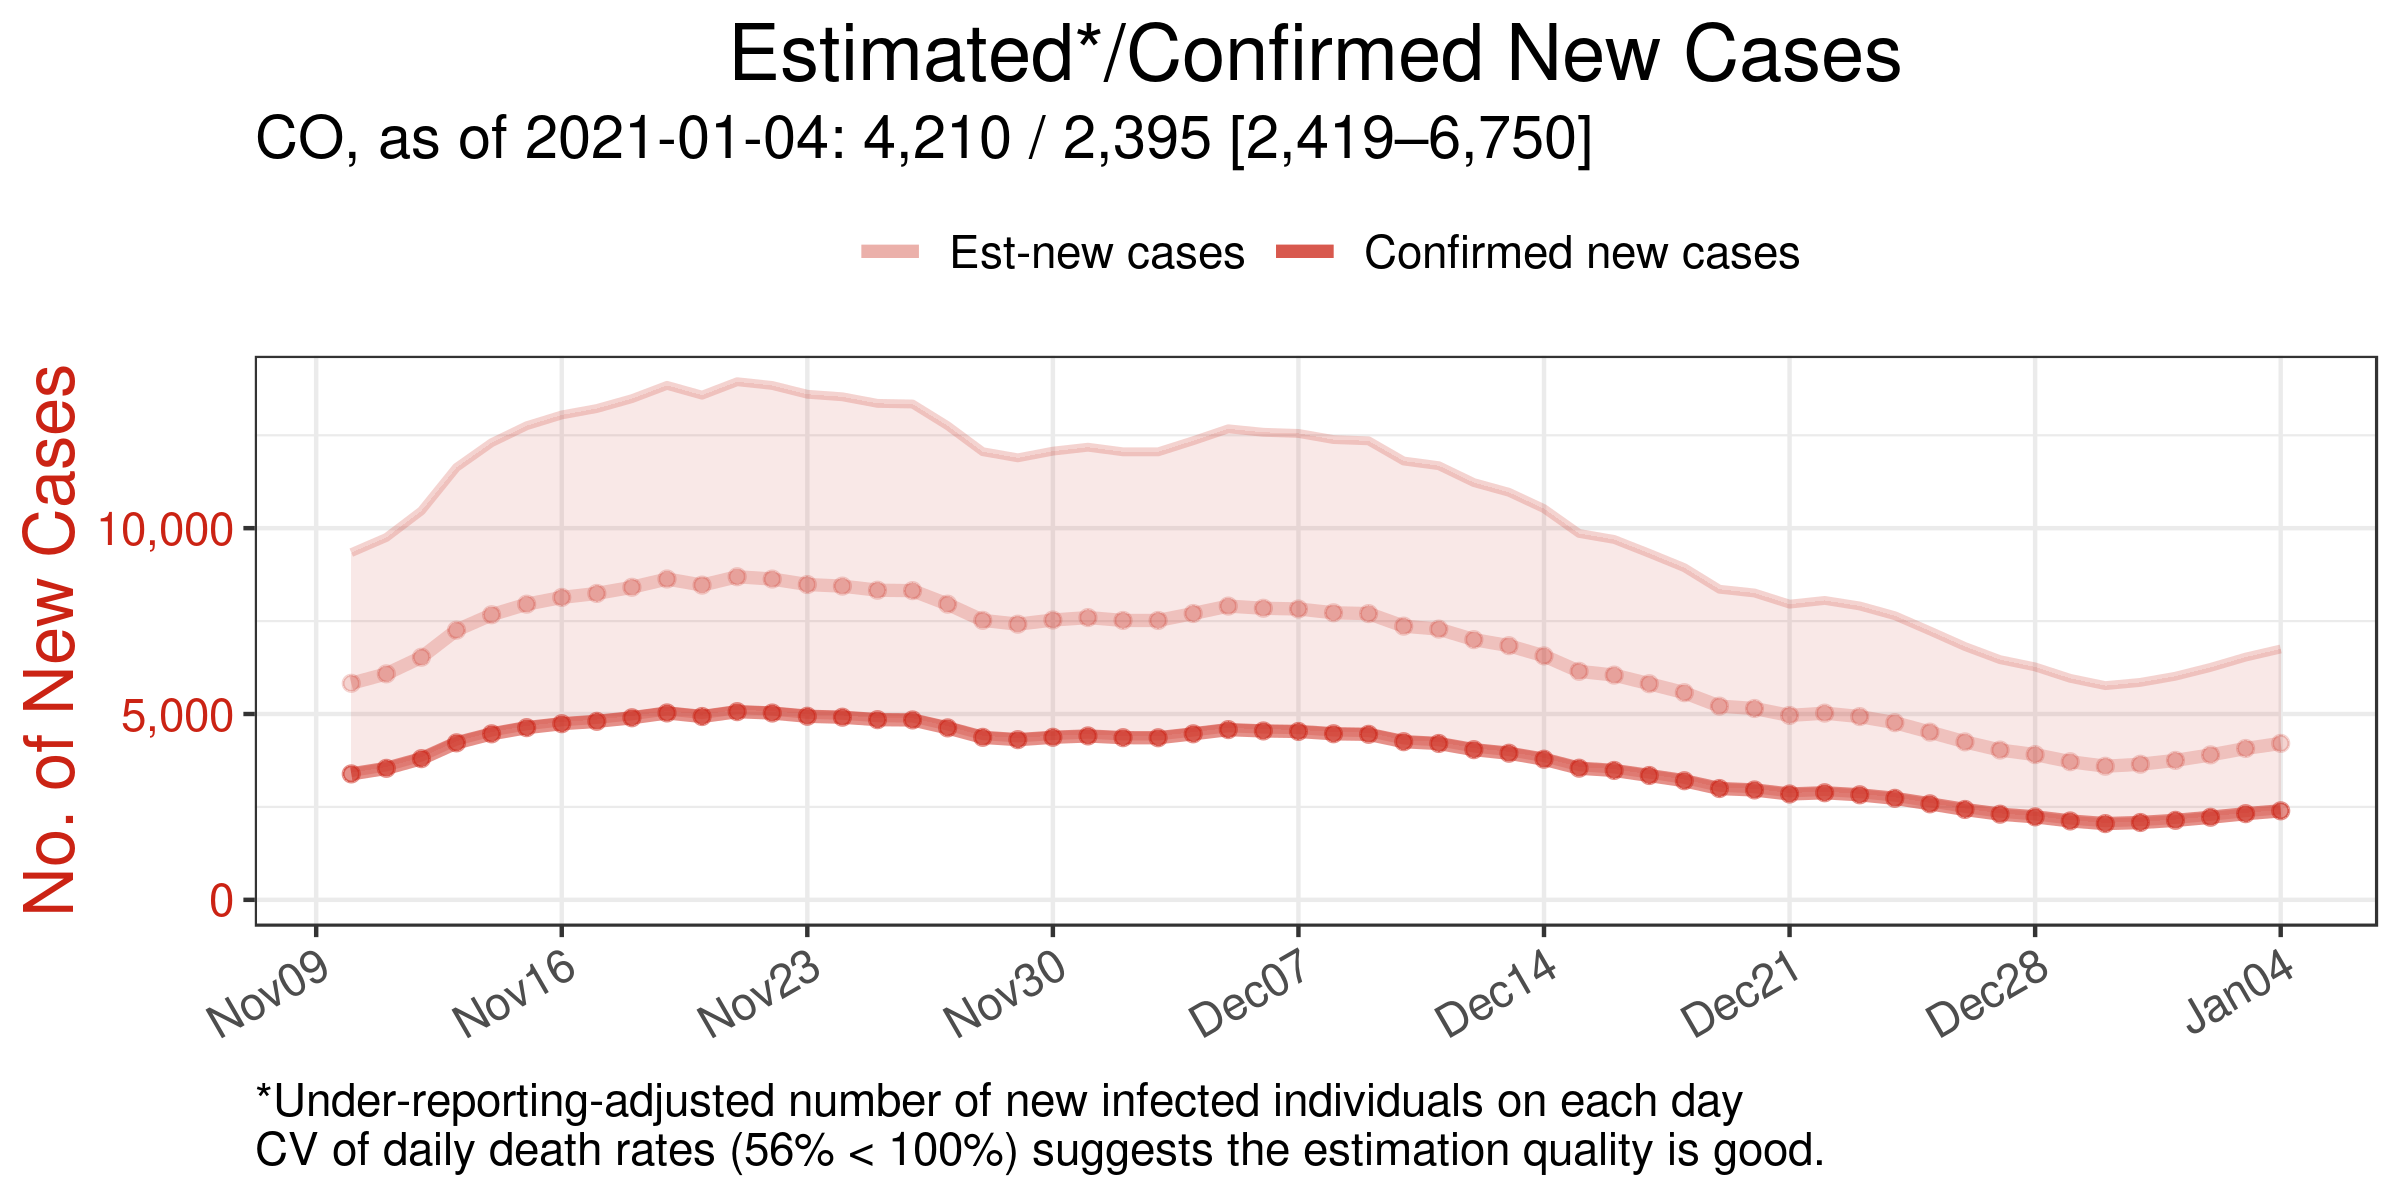 Estimated*/Confirmed New Cases
CO, as of 2021-01-04: 4,210 / 2,395 [2,419–6,750]
Est-new cases Confirmed new cases
No. of New Cases
10,000
5,000
0
Nov09 Nov16 Nov23 Nov30 Dec07 Dec14 Dec21 Dec28 Jan04
*Under-reporting-adjusted number of new infected individuals on each day
CV of daily death rates (56% < 100%) suggests the estimation quality is good.